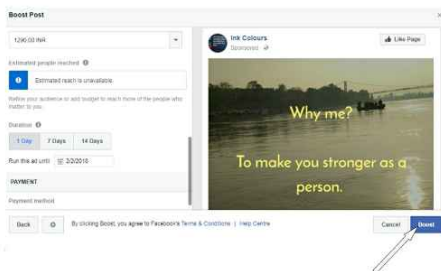 Boost Post
1290.00 INR
Estimated people reached
Estimated reach is unavailable.
Refine your audience or add budget to reach more of the people who
matter to you.
Duration
1 Day 7 Days 14 Days
Run this ad until 2/2/2018
PAYMENT
Payment method
Back
By clicking Boost, you agree to Facebook's Terms & Conditions | Help Centre
Ink Colours
Sponsored
Like Page
Why me?
To make you stronger as a
person.
Cancel Boost